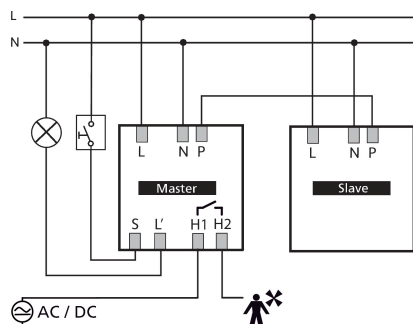 L
N
L N P
L N P
Master
Slave
S L' H1 H2
AC / DC